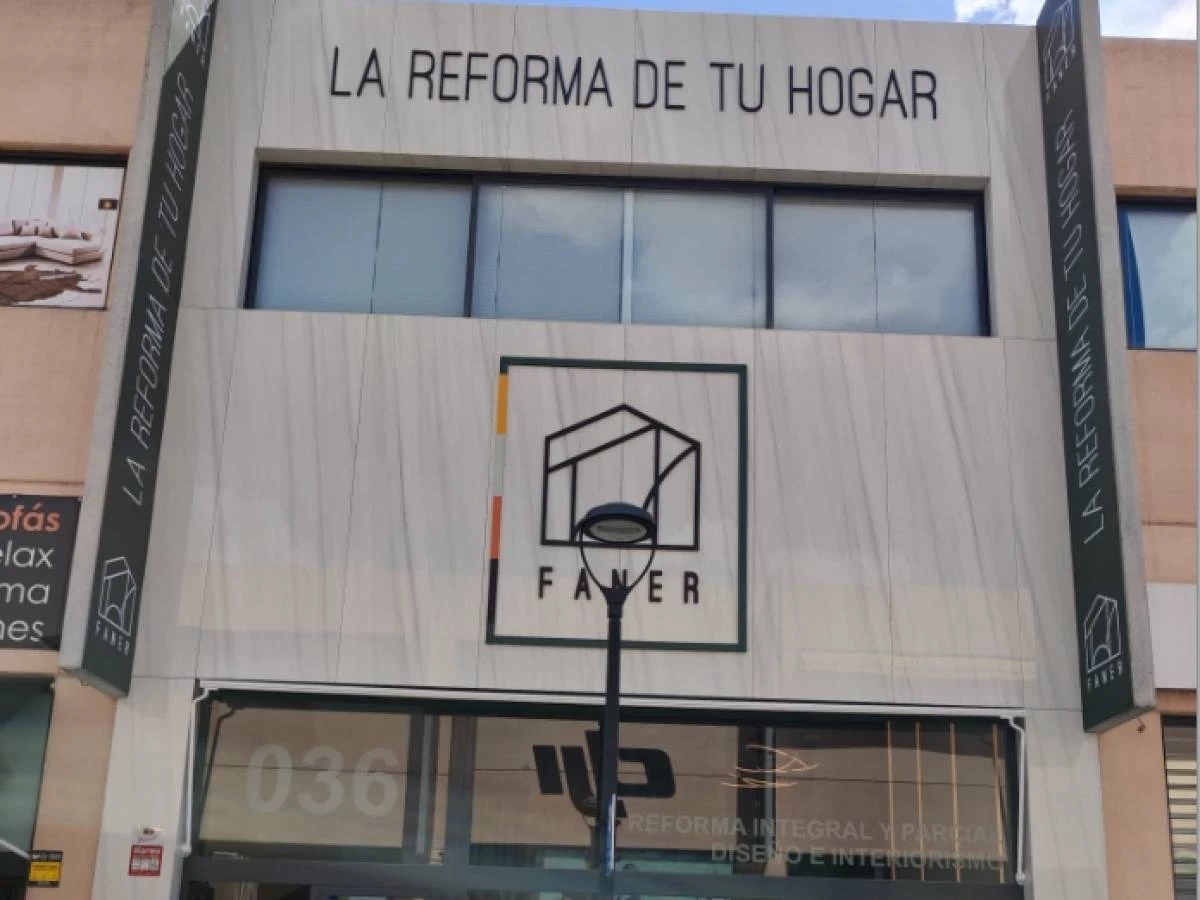 LA REFORMA DE TU HOGAR
LA REFORMA DE TU HOGAR
FANER
LA REFORMA DE TU HOGAR
FANER
FANER
ofás
elax
ma
nes
036
REFORMA INTEGRAL Y PARCIAL
DISEÑO E INTERIORISMO